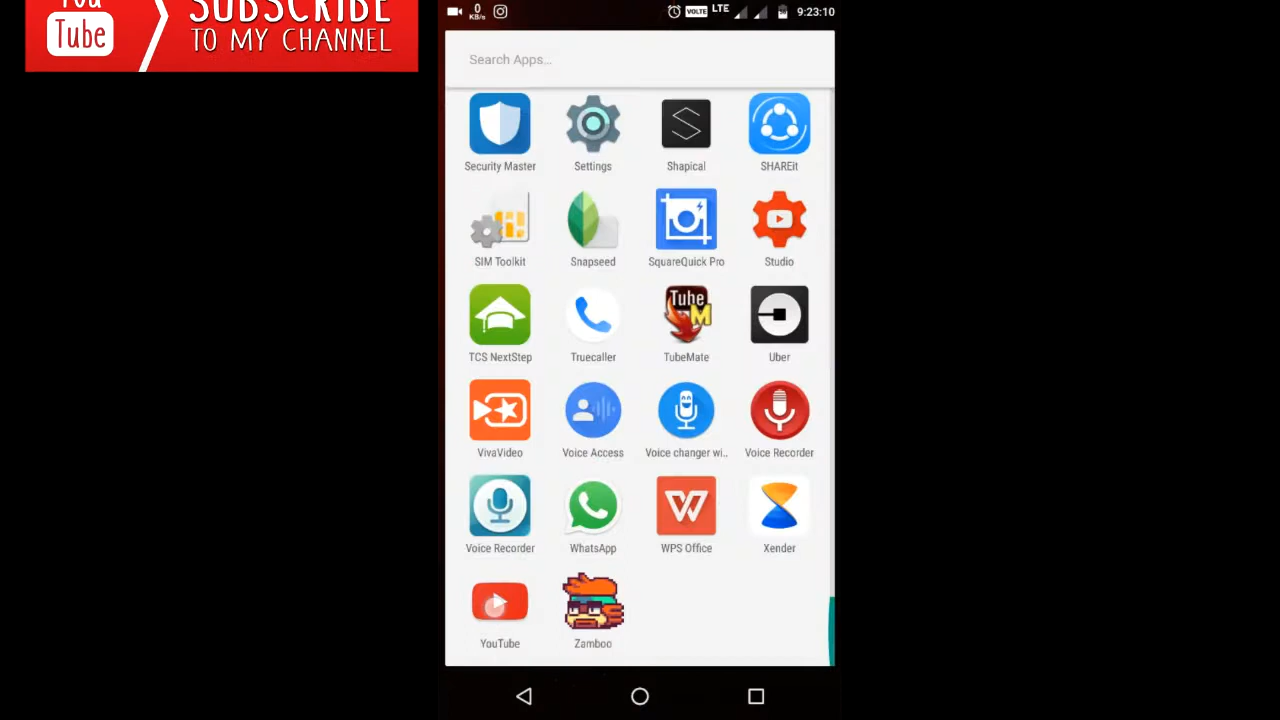 You
Tube
SUBSCRIBE
TO MY CHANNEL
0
KB/s
VOLTE
LTE
9:23:10
Search Apps...
Security Master
Settings
Shapical
SHAREit
SIM Toolkit
Snapseed
SquareQuick Pro
Studio
TCS NextStep
Truecaller
Tube
M
TubeMate
Uber
VivaVideo
Voice Access
Voice changer wi..
Voice Recorder
Voice Recorder
WhatsApp
WPS Office
Xender
YouTube
Zamboo